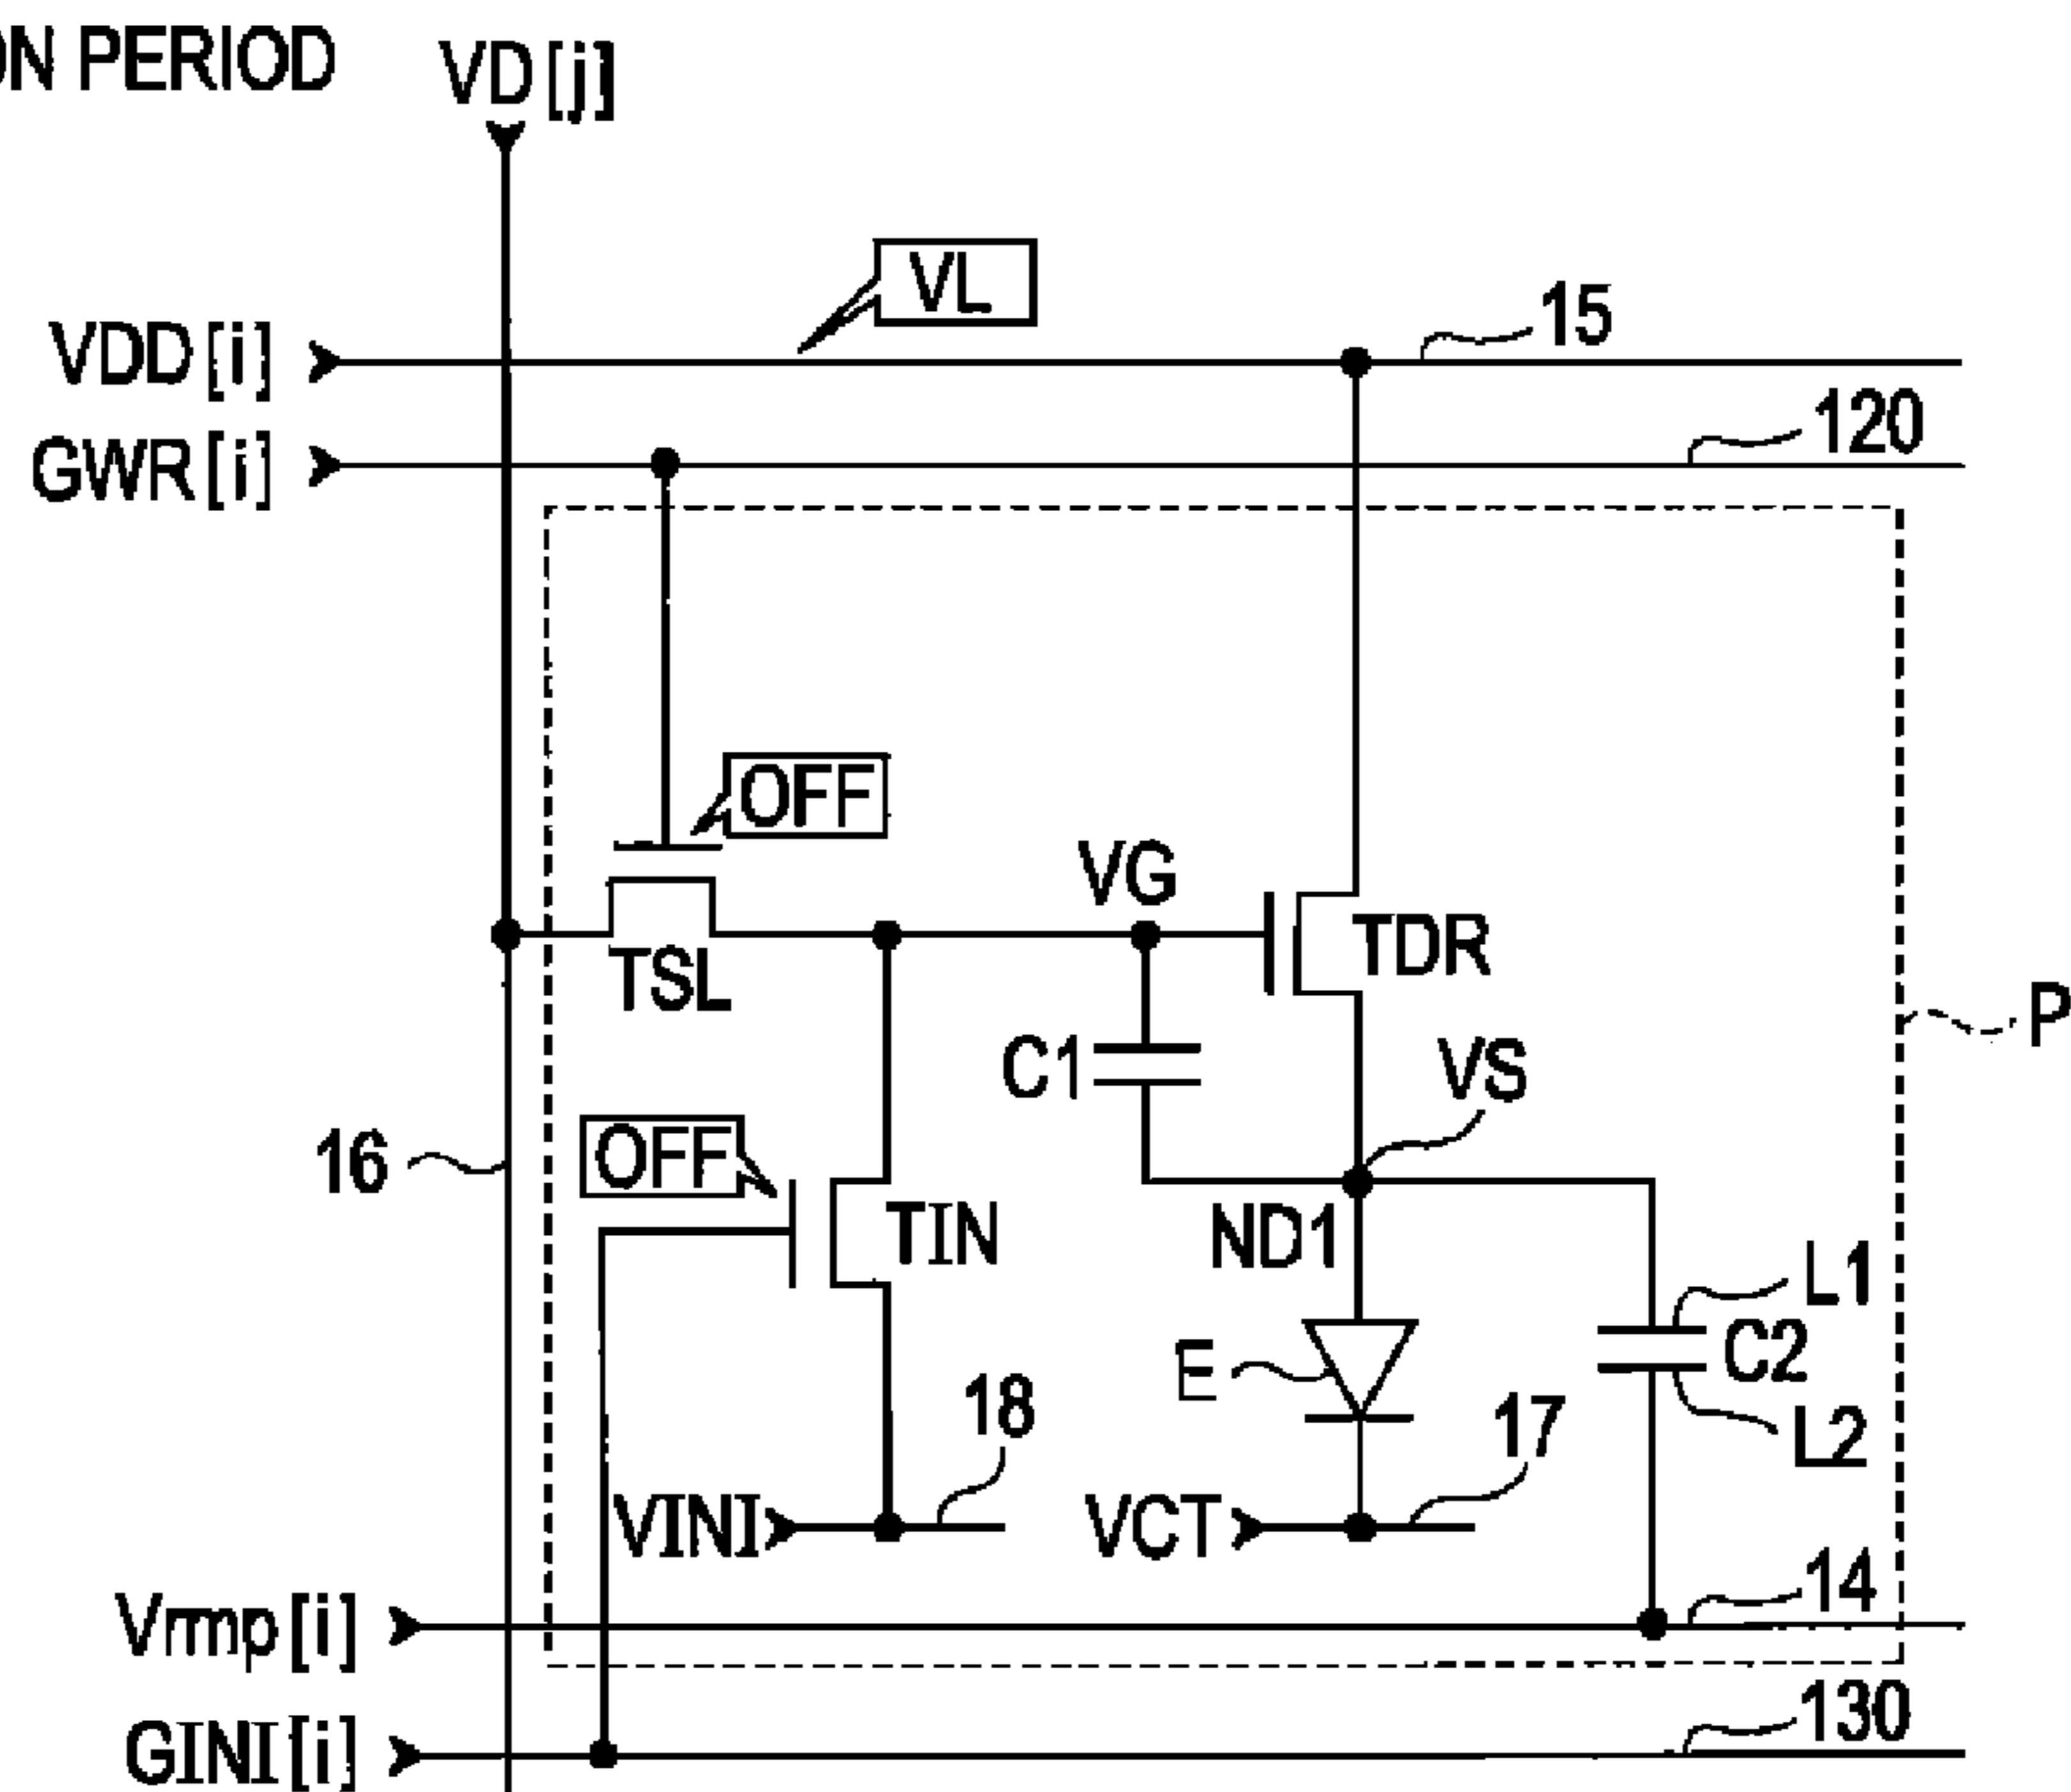 PERIOD
VD[j]
VL
VDD[i]
15
GWR[i]
120
OFF
VG
TSL
TDR
P
C1
VS
16
OFF
TIN
ND1
L1
C2
E
L2
18
17
VINI
VCT
14
Vrmp[i]
130
GINI[i]